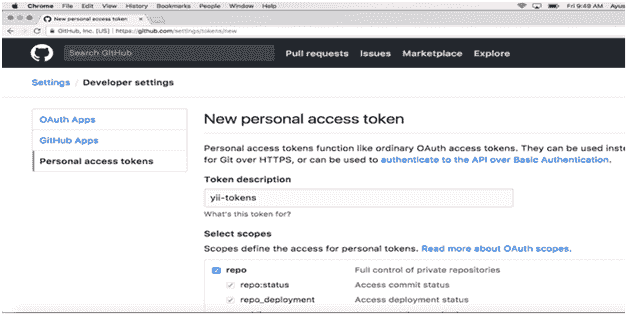 Chrome File Edit View History Bookmarks People Window Help Fri 9:49 AM Ayus
New personal access token
GitHub, Inc. [US] https://github.com/settings/tokens/new
Search GitHub Pull requests Issues Marketplace Explore
Settings / Developer settings
OAuth Apps
GitHub Apps
Personal access tokens
New personal access token
Personal access tokens function like ordinary OAuth access tokens. They can be used inste
for Git over HTTPS, or can be used to authenticate to the API over Basic Authentication.
Token description
yii-tokens
What's this token for?
Select scopes
Scopes define the access for personal tokens. Read more about OAuth scopes.
repo Full control of private repositories
repo:status Access commit status
repo_deployment Access deployment status